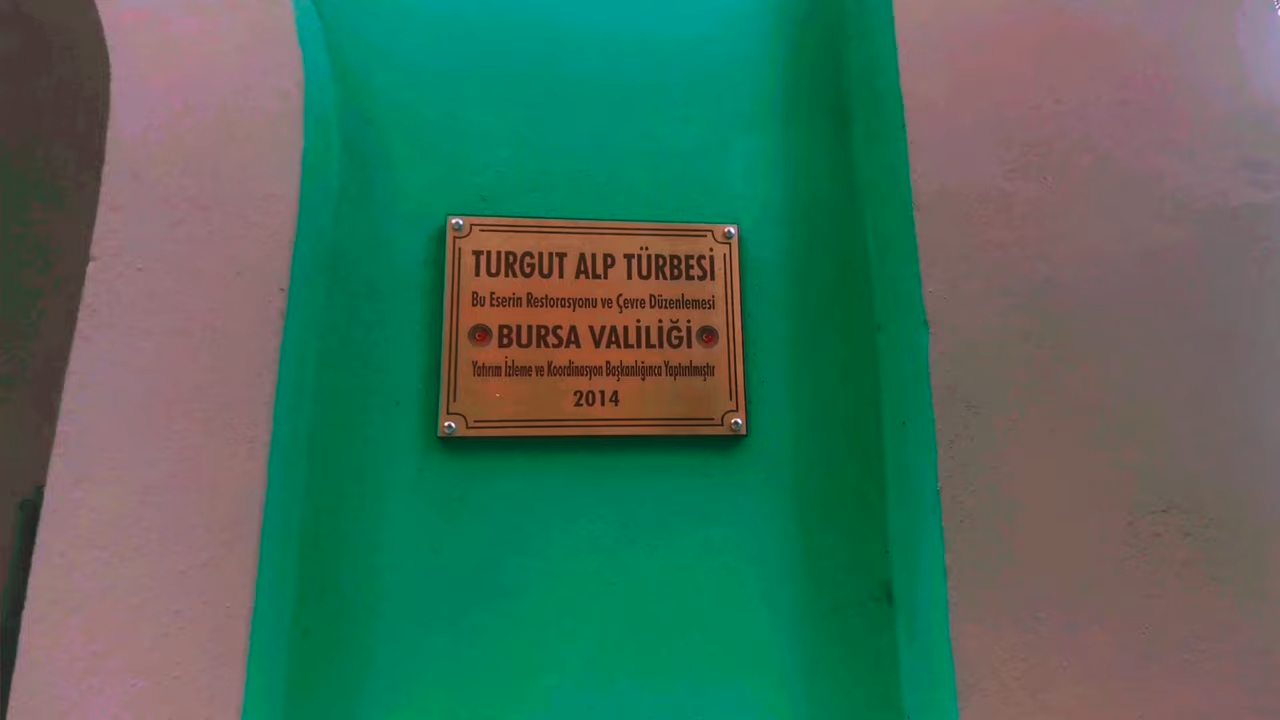 TURGUT ALP TÜRBESİ
Bu Eserin Restorasyonu ve Çevre Düzenlemesi
BURSA VALİLİĞİ
Yatırım İzleme ve Koordinasyon Başkanlığınca Yaptırılmıştır
2014